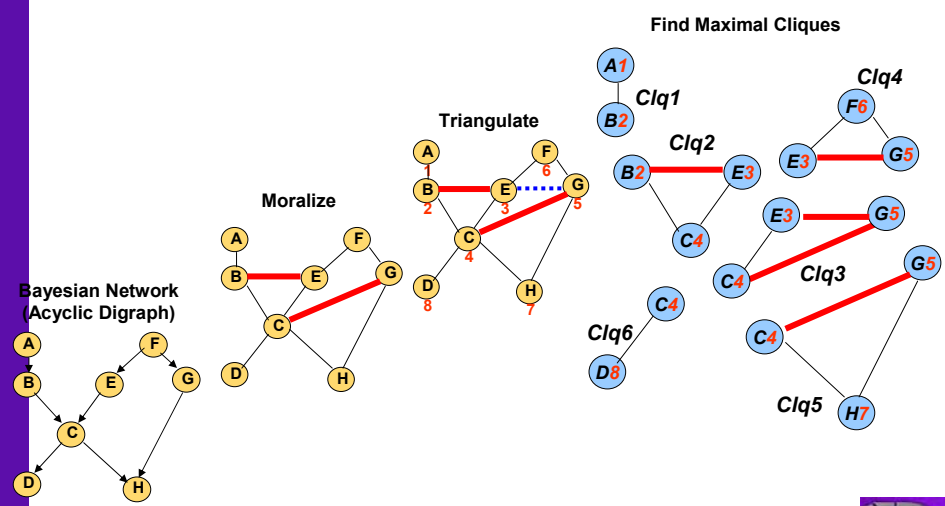 Find Maximal Cliques
A1
Clq1
B2
Clq4
F6
E3
G5
Clq2
B2
E3
C4
E3
G5
C4
Clq3
G5
C4
Clq5
H7
C4
Clq6
D8
Triangulate
A
1
F
6
B
2
E
3
G
5
C
4
D
8
H
7
Moralize
A
F
B
E
G
C
D
H
Bayesian Network
(Acyclic Digraph)
A
F
B
E
G
C
D
H